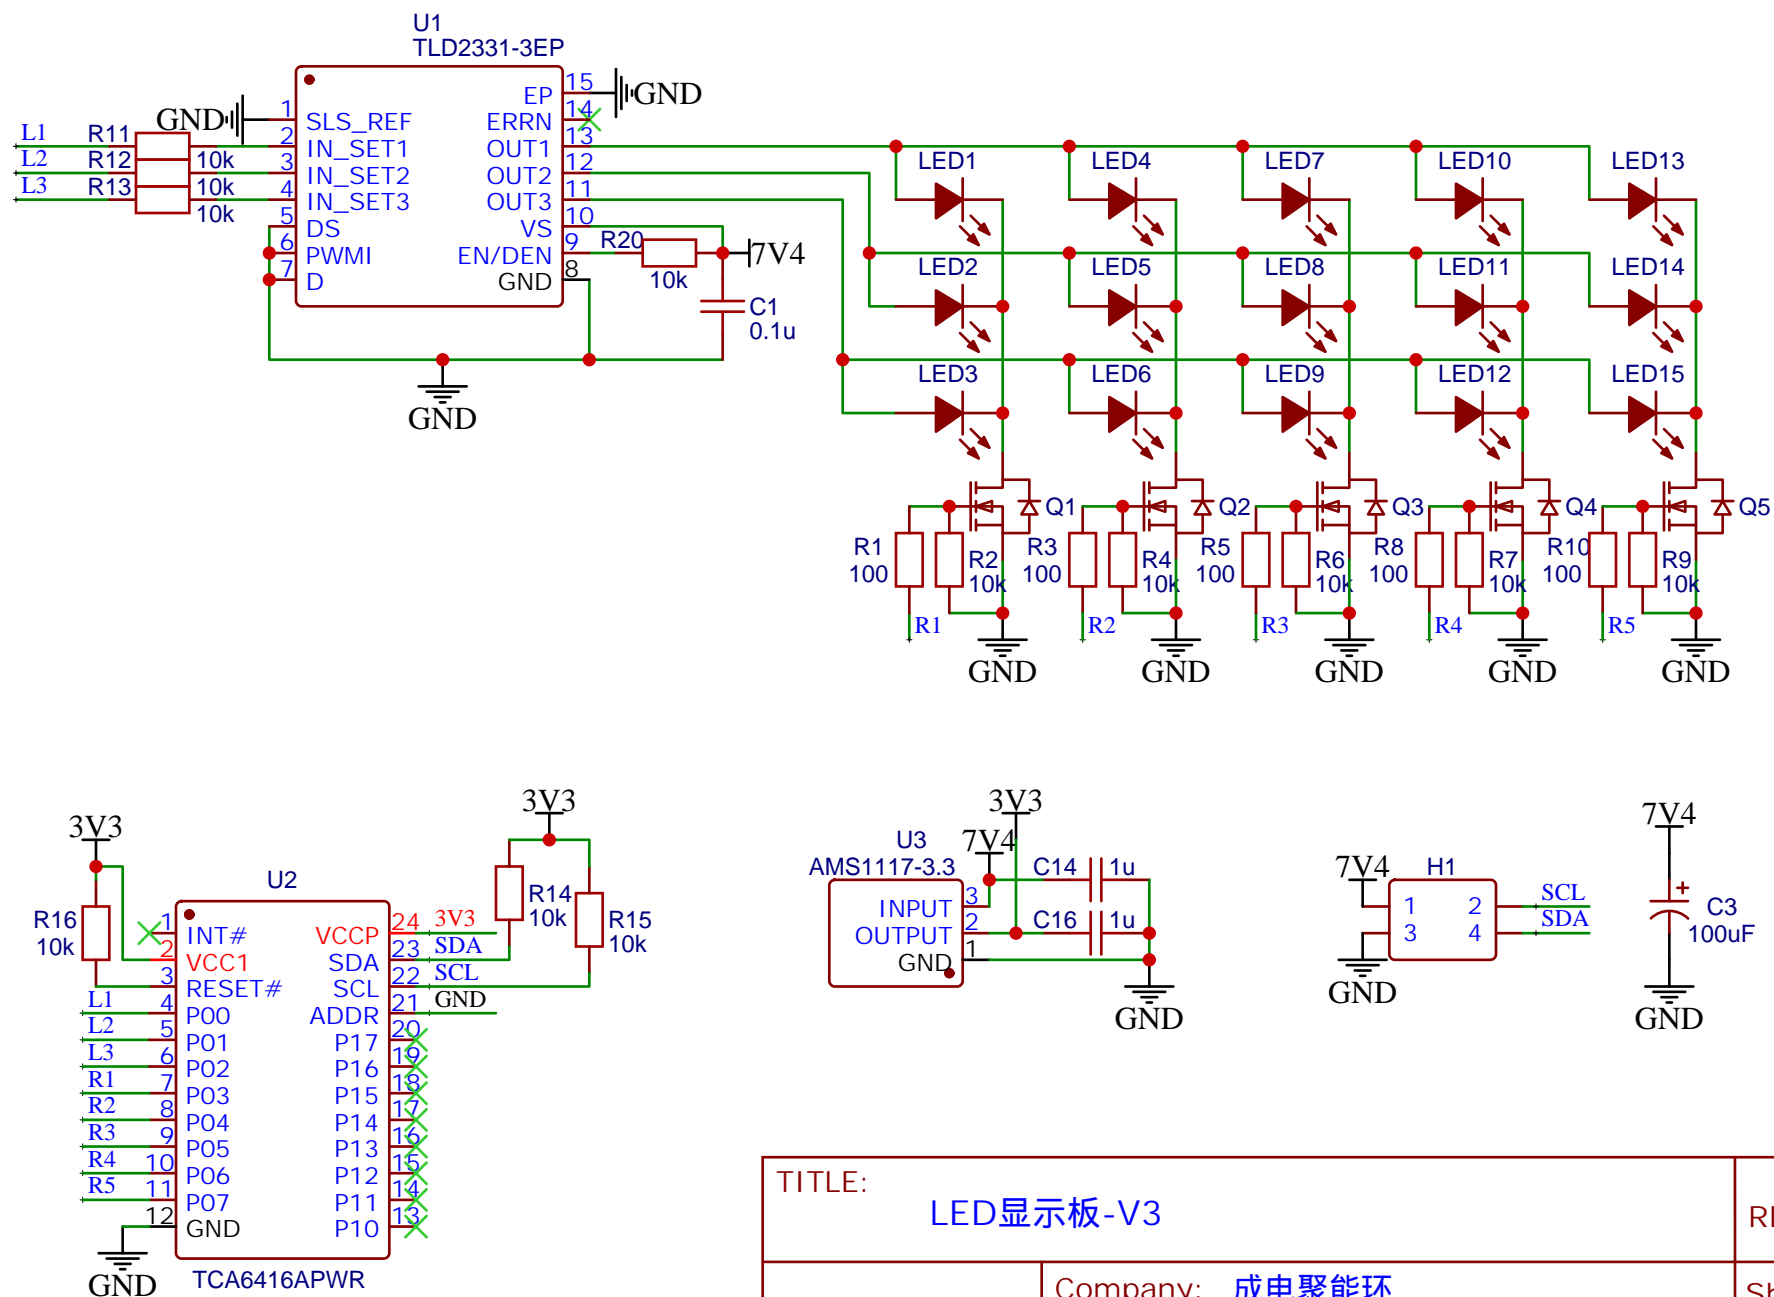 U1
TLD2331-3EP
GND
1 SLS_REF
2 IN_SET1
3 IN_SET2
4 IN_SET3
5 DS
6 PWMI
7 D
EP 15
ERRN 14
OUT1 13
OUT2 12
OUT3 11
VS 10
EN/DEN 9
GND 8
GND
L1 R11 10k
L2 R12 10k
L3 R13 10k
R20
10k
7V4
C1
0.1u
GND
LED1 LED4 LED7 LED10 LED13
LED2 LED5 LED8 LED11 LED14
LED3 LED6 LED9 LED12 LED15
Q1 Q2 Q3 Q4 Q5
R1 100 R2 10k
R3 100 R4 10k
R5 100 R6 10k
R8 100 R7 10k
R10 100 R9 10k
R1 R2 R3 R4 R5
GND GND GND GND GND
3V3
R16
10k
U2
1 INT#
2 VCC1
3 RESET#
L1 4 P00
L2 5 P01
L3 6 P02
R1 7 P03
R2 8 P04
R3 9 P05
R4 10 P06
R5 11 P07
12 GND
GND
VCCP 24 3V3
SDA 23 SDA
SCL 22 SCL
ADDR 21 GND
P17 20
P16 19
P15 18
P14 17
P13 16
P12 15
P11 14
P10 13
TCA6416APWR
3V3
R14
10k
R15
10k
3V3
7V4
U3
AMS1117-3.3
INPUT 3
OUTPUT 2
GND 1
C14 1u
C16 1u
GND
7V4
H1
1 2 SCL
3 4 SDA
GND
7V4
+
C3
100uF
GND
TITLE:
LED显示板-V3
Company: 成电聚能环